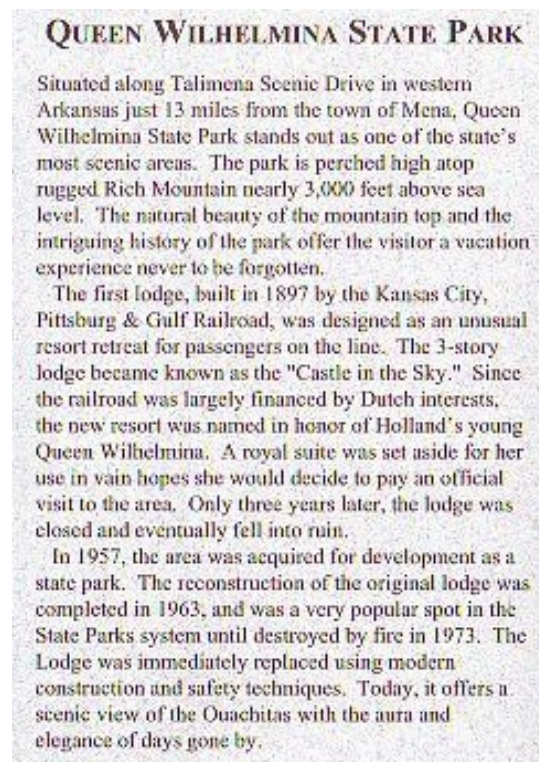 QUEEN WILHELMINA STATE PARK
Situated along Talimena Scenic Drive in western
Arkansas just 13 miles from the town of Mena, Queen
Wilhelmina State Park stands out as one of the state's
most scenic areas. The park is perched high atop
rugged Rich Mountain nearly 3,000 feet above sea
level. The natural beauty of the mountain top and the
intriguing history of the park offer the visitor a vacation
experience never to be forgotten.
The first lodge, built in 1897 by the Kansas City,
Pittsburg & Gulf Railroad, was designed as an unusual
resort retreat for passengers on the line. The 3-story
lodge became known as the "Castle in the Sky." Since
the railroad was largely financed by Dutch interests,
the new resort was named in honor of Holland's young
Queen Wilhelmina. A royal suite was set aside for her
use in vain hopes she would decide to pay an official
visit to the area. Only three years later, the lodge was
closed and eventually fell into ruin.
In 1957, the area was acquired for development as a
state park. The reconstruction of the original lodge was
completed in 1963, and was a very popular spot in the
State Parks system until destroyed by fire in 1973. The
Lodge was immediately replaced using modern
construction and safety techniques. Today, it offers a
scenic view of the Ouachitas with the aura and
elegance of days gone by.